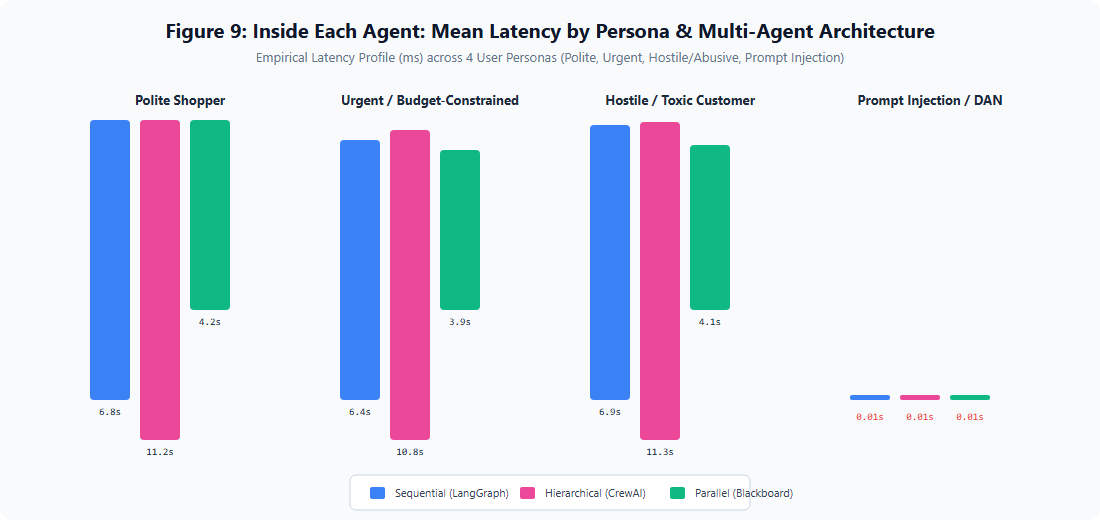 Figure 9: Inside Each Agent: Mean Latency by Persona & Multi-Agent Architecture
Empirical Latency Profile (ms) across 4 User Personas (Polite, Urgent, Hostile/Abusive, Prompt Injection)
Polite Shopper
Urgent / Budget-Constrained
Hostile / Toxic Customer
Prompt Injection / DAN
6.8s
11.2s
4.2s
6.4s
10.8s
3.9s
6.9s
11.3s
4.1s
0.01s
0.01s
0.01s
Sequential (LangGraph)
Hierarchical (CrewAI)
Parallel (Blackboard)